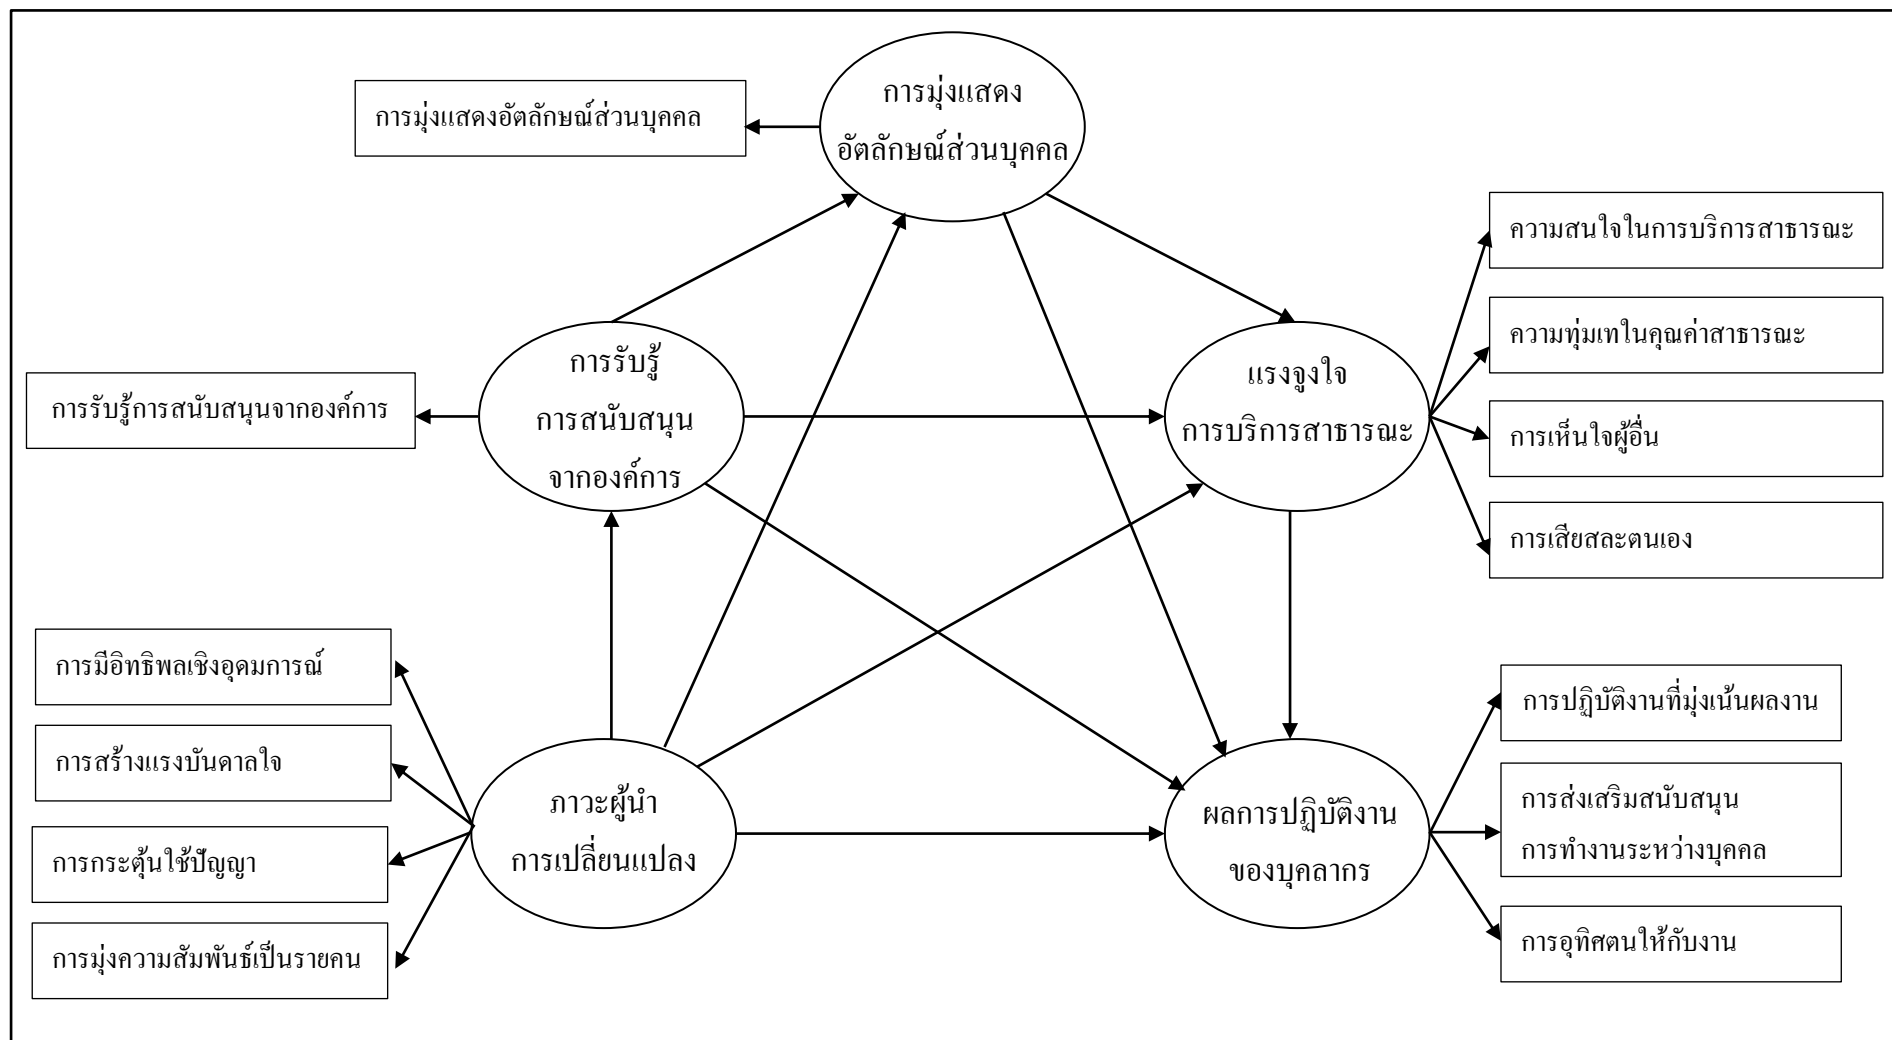 การมุ่งแสดง
อัตลักษณ์ส่วนบุคคล
การมุ่งแสดงอัตลักษณ์ส่วนบุคคล
ความสนใจในการบริการสาธารณะ
ความทุ่มเทในคุณค่าสาธารณะ
การเห็นใจผู้อื่น
การเสียสละตนเอง
การรับรู้
การสนับสนุน
จากองค์การ
แรงจูงใจ
การบริการสาธารณะ
การรับรู้การสนับสนุนจากองค์การ
การมีอิทธิพลเชิงอุดมการณ์
การสร้างแรงบันดาลใจ
การกระตุ้นใช้ปัญญา
การมุ่งความสัมพันธ์เป็นรายคน
ภาวะผู้นำ
การเปลี่ยนแปลง
ผลการปฏิบัติงาน
ของบุคลากร
การปฏิบัติงานที่มุ่งเน้นผลงาน
การส่งเสริมสนับสนุน
การทำงานระหว่างบุคคล
การอุทิศตนให้กับงาน